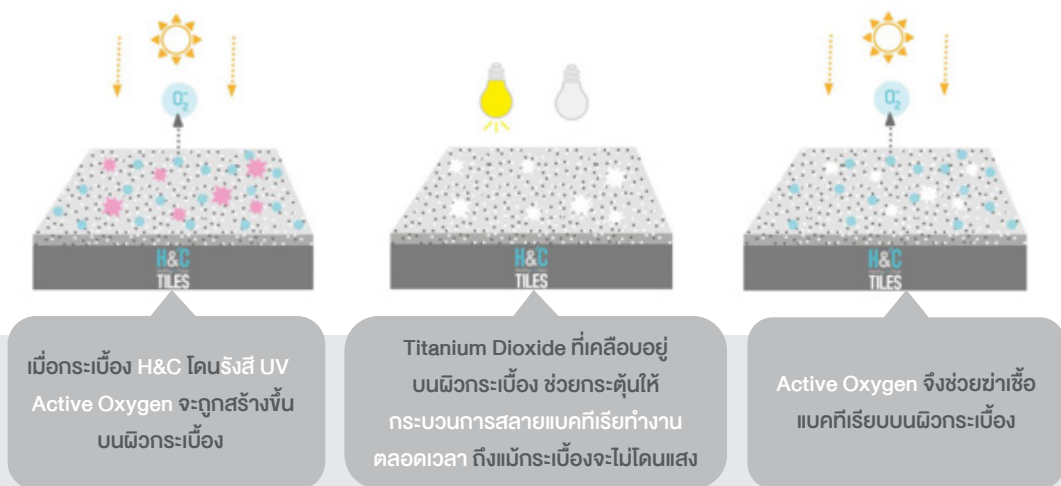 O₂⁻
H&C
TILES
เมื่อกระเบื้อง H&C โดนรังสี UV
Active Oxygen จะถูกสร้างขึ้น
บนผิวกระเบื้อง
H&C
TILES
Titanium Dioxide ที่เคลือบอยู่
บนผิวกระเบื้อง ช่วยกระตุ้นให้
กระบวนการสลายแบคทีเรียทำงาน
ตลอดเวลา ถึงแม้กระเบื้องจะไม่โดนแสง
O₂⁻
H&C
TILES
Active Oxygen จึงช่วยฆ่าเชื้อ
แบคทีเรียบนผิวกระเบื้อง